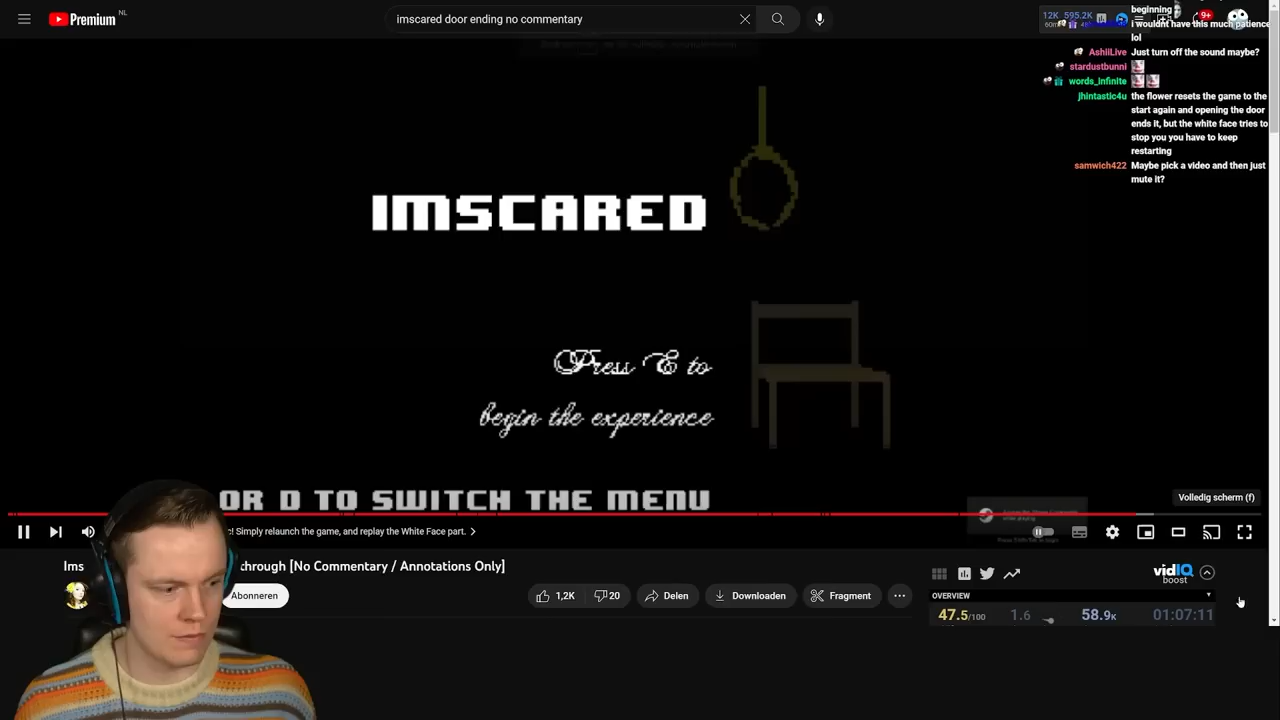 Premium NL
imscared door ending no commentary
12K 595.2K
9+
beginning
i wouldnt have this much patience
lol
AshliLive Just turn off the sound maybe?
stardustbunni
words_infinite
jhintastic4u the flower resets the game to the
start again and opening the door
ends it, but the white face tries to
stop you you have to keep
restarting
samwich422 Maybe pick a video and then just
mute it?
IMSCARED
Press E to
begin the experience
OR D TO SWITCH THE MENU
Volledig scherm (f)
c! Simply relaunch the game, and replay the White Face part.
Ims through [No Commentary / Annotations Only]
Abonneren
1,2K
20
Delen
Downloaden
Fragment
vidIQ
boost
OVERVIEW
47.5/100 1.6 58.9K 01:07:11